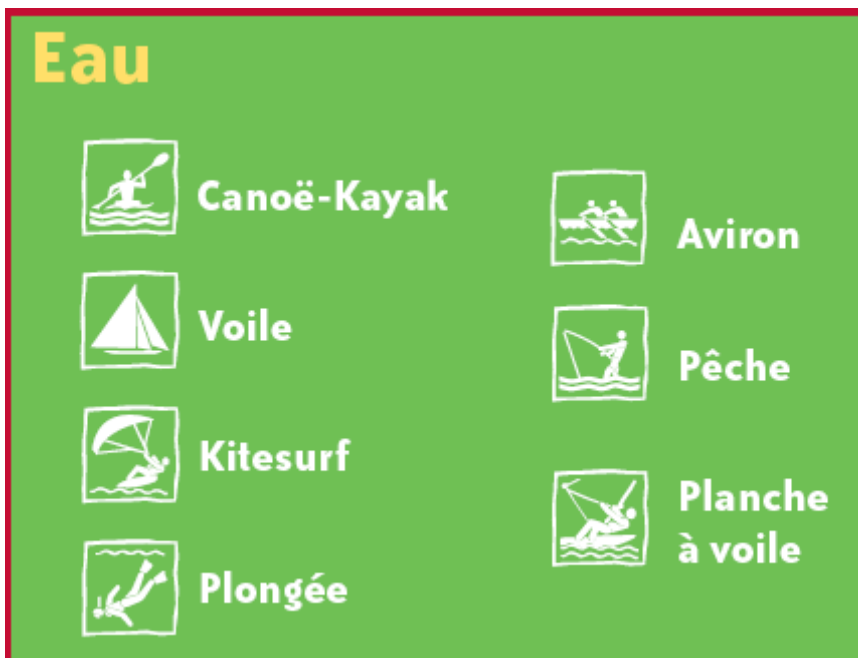 Eau
Canoë-Kayak
Voile
Kitesurf
Plongée
Aviron
Pêche
Planche
à voile